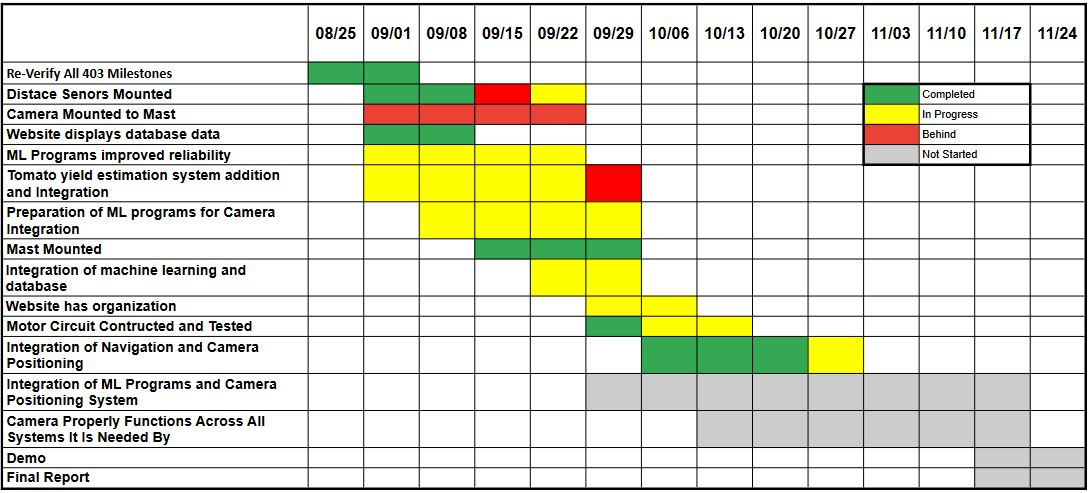 08/25 09/01 09/08 09/15 09/22 09/29 10/06 10/13 10/20 10/27 11/03 11/10 11/17 11/24
Re-Verify All 403 Milestones
Distace Senors Mounted
Completed
Camera Mounted to Mast
In Progress
Website displays database data
Behind
ML Programs improved reliability
Not Started
Tomato yield estimation system addition
and Integration
Preparation of ML programs for Camera
Integration
Mast Mounted
Integration of machine learning and
database
Website has organization
Motor Circuit Contructed and Tested
Integration of Navigation and Camera
Positioning
Integration of ML Programs and Camera
Positioning System
Camera Properly Functions Across All
Systems It Is Needed By
Demo
Final Report